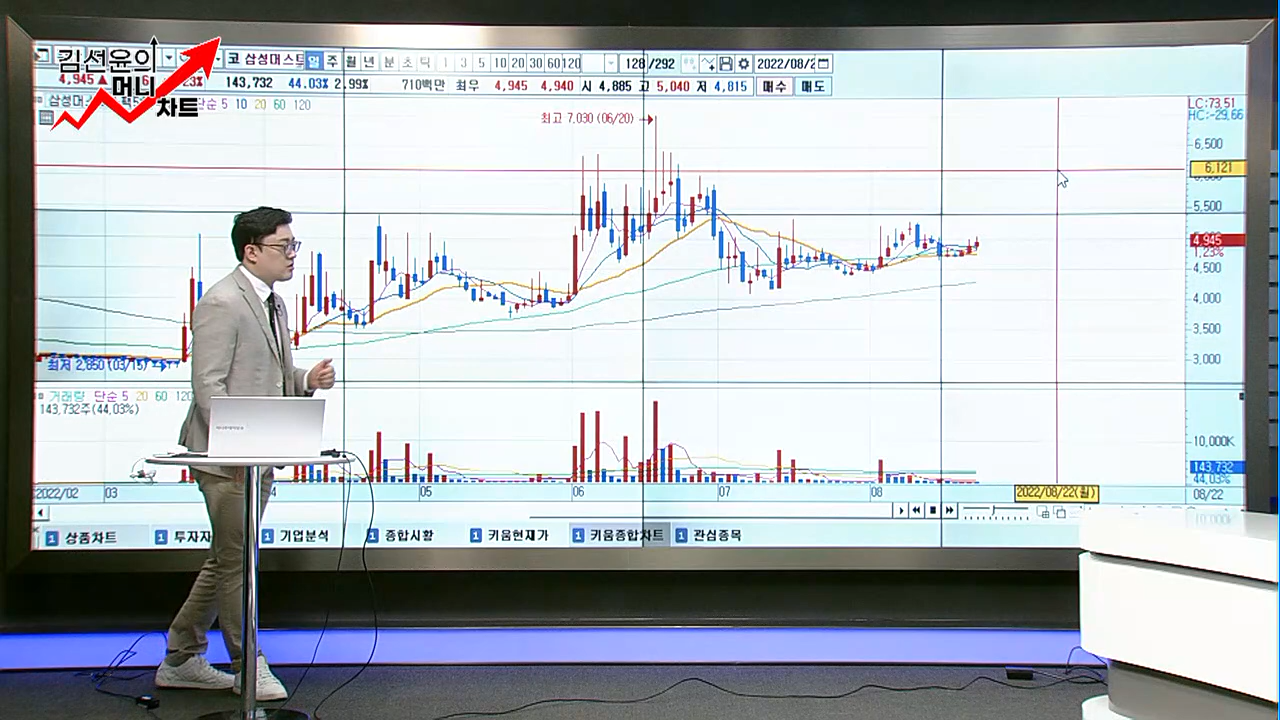 김선윤의
머니
차트
코 삼성머스트 일 주 월 년 분 초 틱 1 3 5 10 20 30 60 120 128 /292 2022/08/2
4,945 ▲ 143,732 44.03% 2.99% 710백만 최우 4,945 4,940 시 4,885 고 5,040 저 4,815 매수 매도
단순 5 10 20 60 120
LC:73,51
HC:-29,66
최고 7,030 (06/20)
6,500
6,121
5,500
4,945
1,23%
4,500
4,000
3,500
3,000
최저 2,850 (03/15)
거래량 단순 5 20 60 120
143,732주(44,03%)
10,000K
143,732
44,03%
2022/02 03 05 06 07 08 2022/08/22(월) 08/22
1 상품차트 1 투자자 1 기업분석 1 종합시황 1 키움현재가 1 키움종합차트 1 관심종목